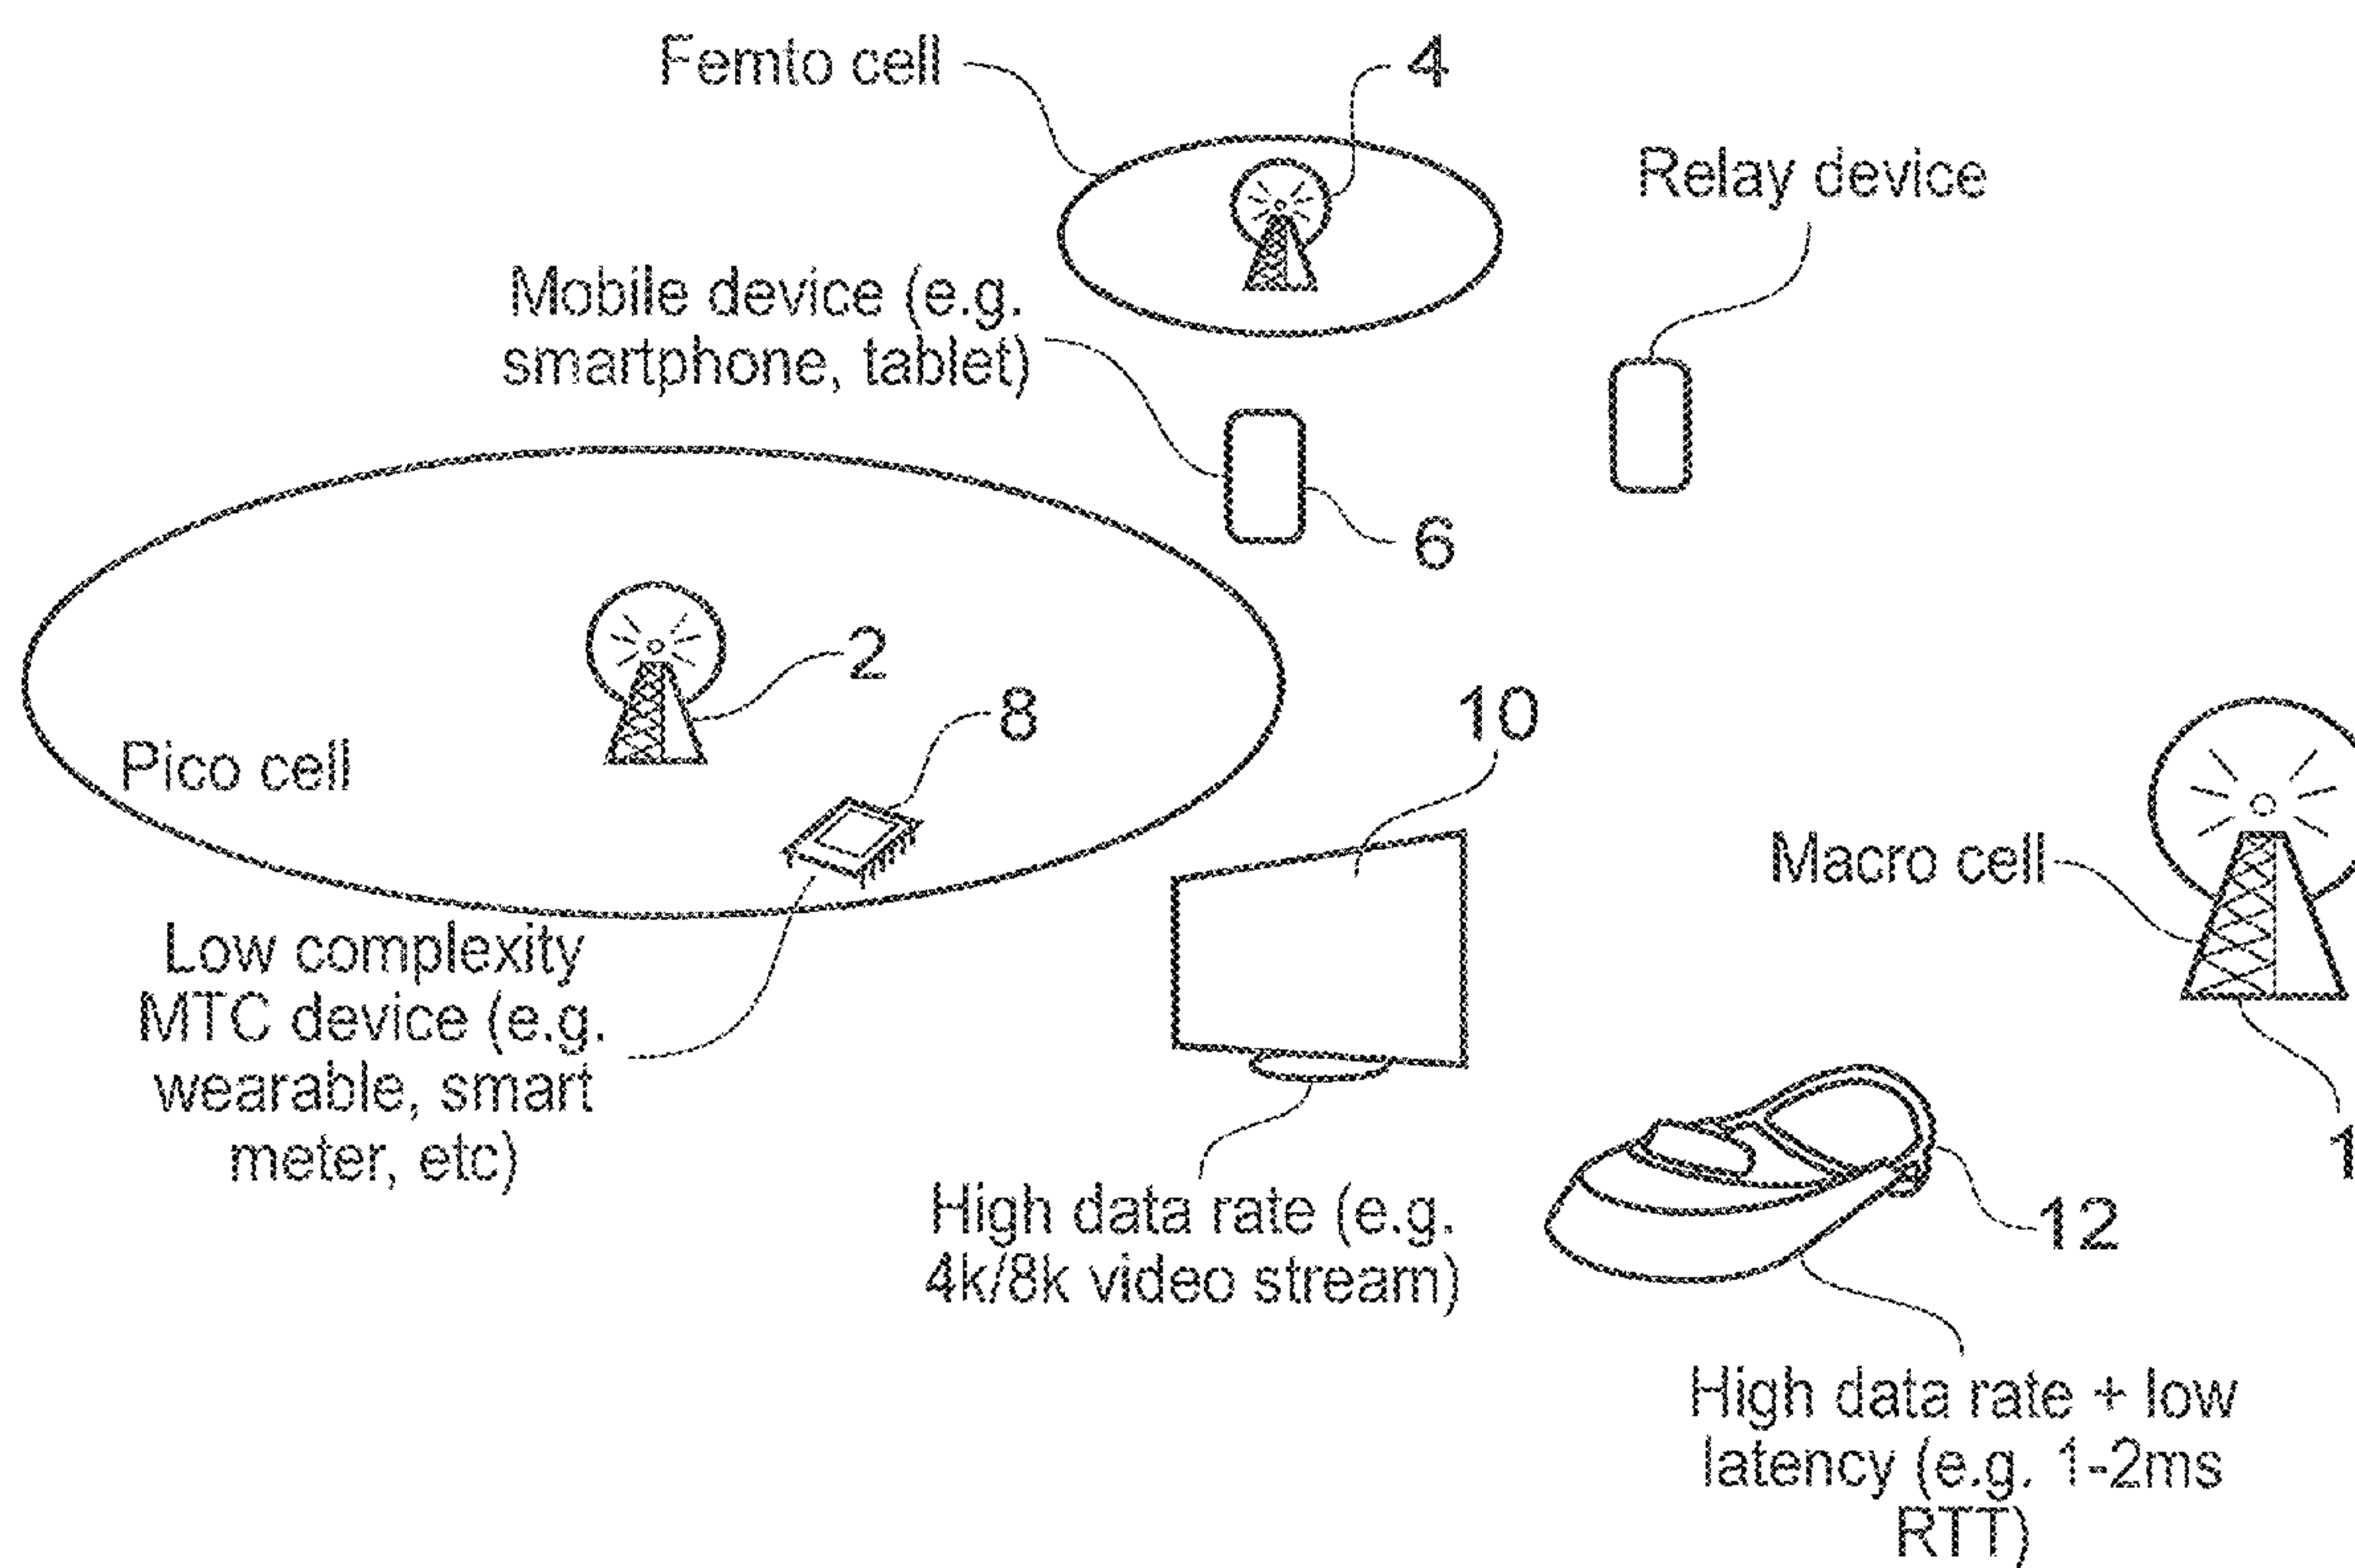 Femto cell
4
Relay device
Mobile device (e.g.
smartphone, tablet)
6
2
8
10
Pico cell
Macro cell
Low complexity
MTC device (e.g.
wearable, smart
meter, etc)
1
High data rate (e.g.
4k/8k video stream)
12
High data rate + low
latency (e.g. 1-2ms
RTT)